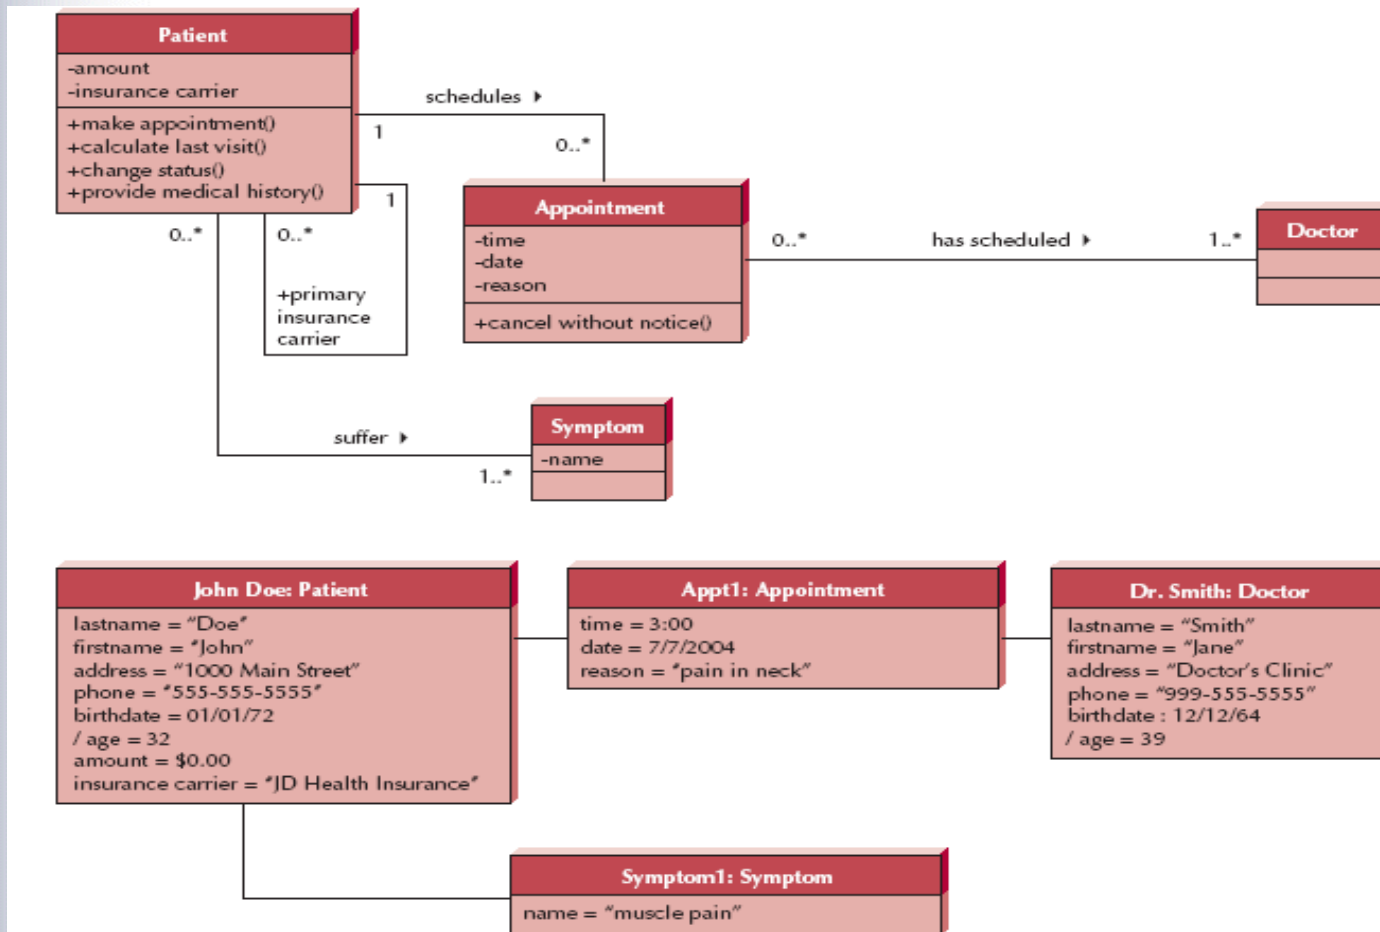 Patient
-amount
-insurance carrier
+make appointment()
+calculate last visit()
+change status()
+provide medical history()
schedules
1
0..*
1
0..*
0..*
+primary
insurance
carrier
Appointment
-time
-date
-reason
+cancel without notice()
0..*
has scheduled
1..*
Doctor
suffer
1..*
Symptom
-name
John Doe: Patient
lastname = "Doe"
firstname = "John"
address = "1000 Main Street"
phone = "555-555-5555"
birthdate = 01/01/72
/ age = 32
amount = $0.00
insurance carrier = "JD Health Insurance"
Appt1: Appointment
time = 3:00
date = 7/7/2004
reason = "pain in neck"
Dr. Smith: Doctor
lastname = "Smith"
firstname = "Jane"
address = "Doctor's Clinic"
phone = "999-555-5555"
birthdate : 12/12/64
/ age = 39
Symptom1: Symptom
name = "muscle pain"